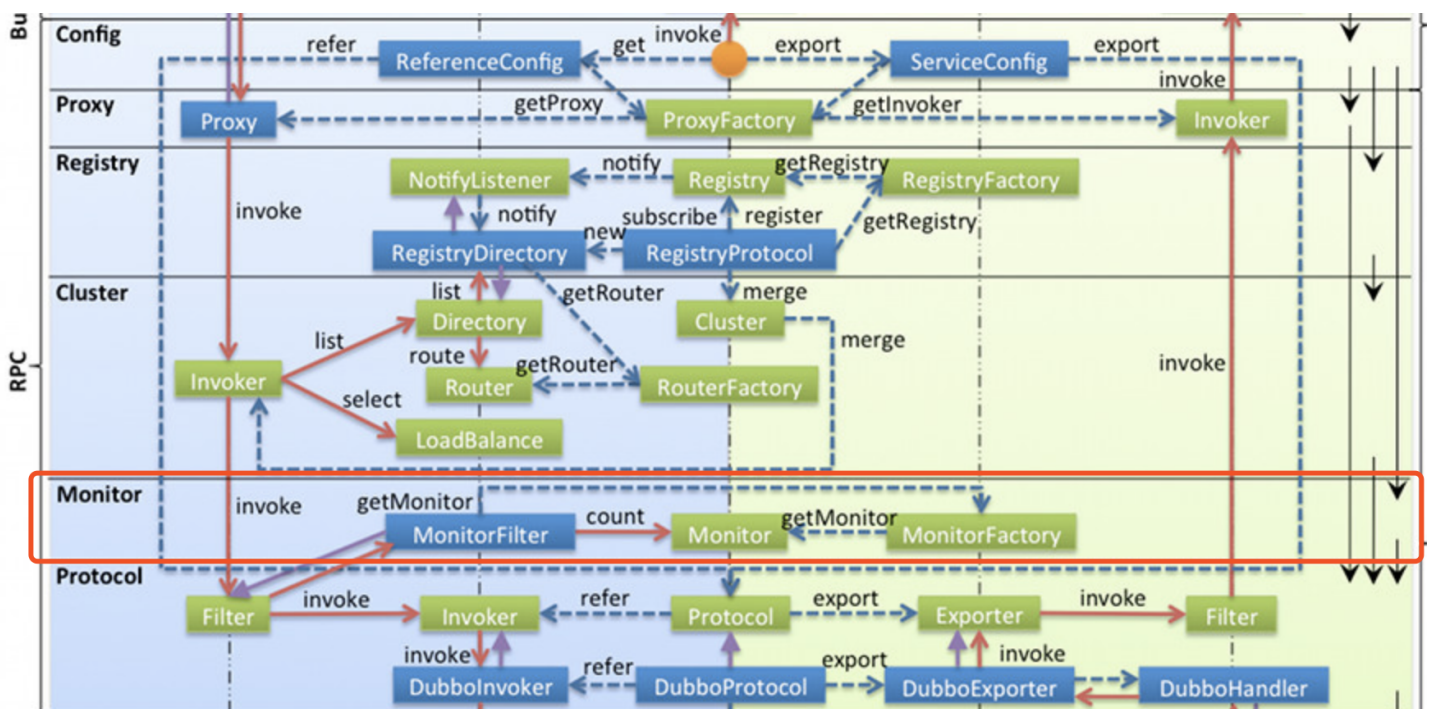 Bu
Config
refer
ReferenceConfig
get
invoke
export
ServiceConfig
export
invoke
Proxy
Proxy
getProxy
ProxyFactory
getInvoker
Invoker
Registry
NotifyListener
notify
Registry
getRegistry
RegistryFactory
invoke
notify
subscribe
register
getRegistry
new
RegistryDirectory
RegistryProtocol
RPC
Cluster
list
getRouter
merge
Directory
Cluster
list
route
getRouter
merge
invoke
Invoker
Router
RouterFactory
select
LoadBalance
Monitor
invoke
getMonitor
MonitorFilter
count
Monitor
getMonitor
MonitorFactory
Protocol
Filter
invoke
Invoker
refer
Protocol
export
Exporter
invoke
Filter
invoke
refer
export
invoke
DubboInvoker
DubboProtocol
DubboExporter
DubboHandler